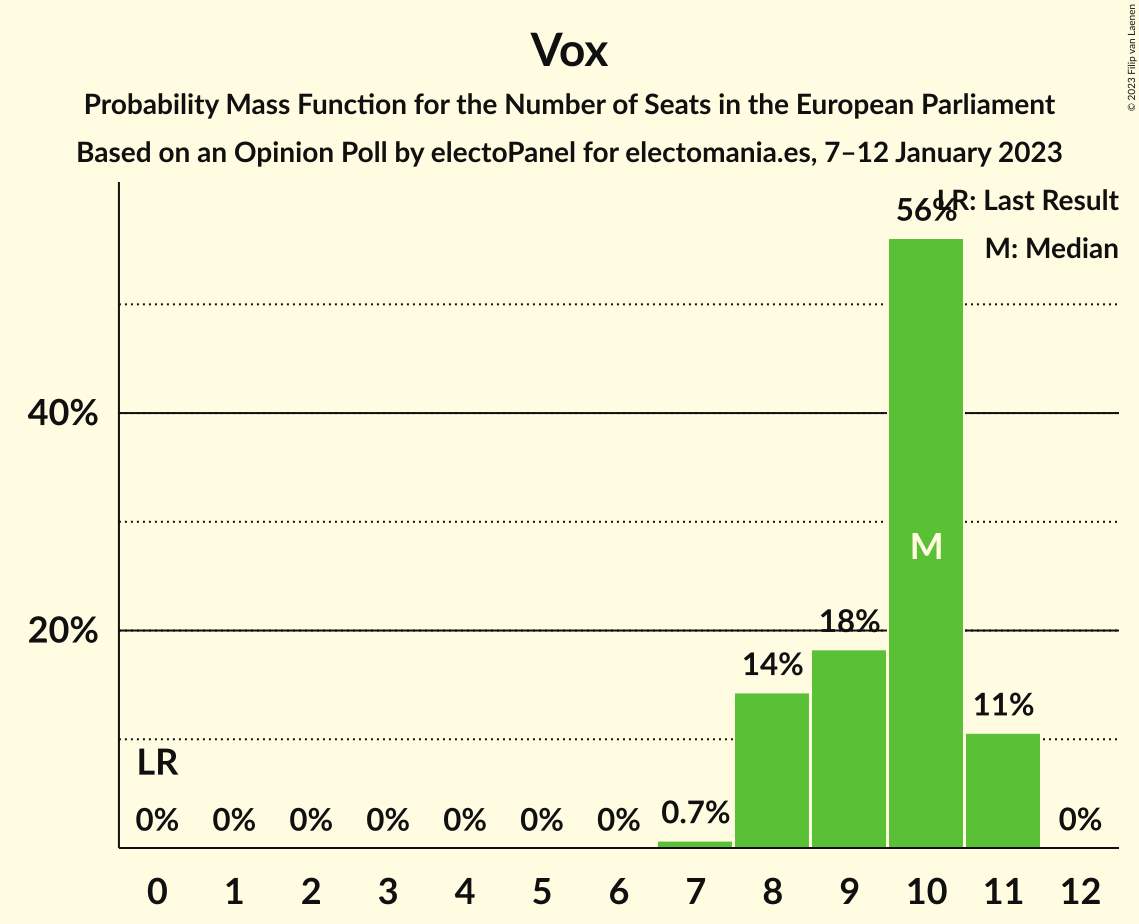 Vox
Probability Mass Function for the Number of Seats in the European Parliament
Based on an Opinion Poll by electoPanel for electomania.es, 7–12 January 2023
© 2023 Filip van Laenen
LR: Last Result
M: Median
56%
40%
M
20%
18%
14%
11%
LR
0% 0% 0% 0% 0% 0% 0% 0.7% 0%
0 1 2 3 4 5 6 7 8 9 10 11 12